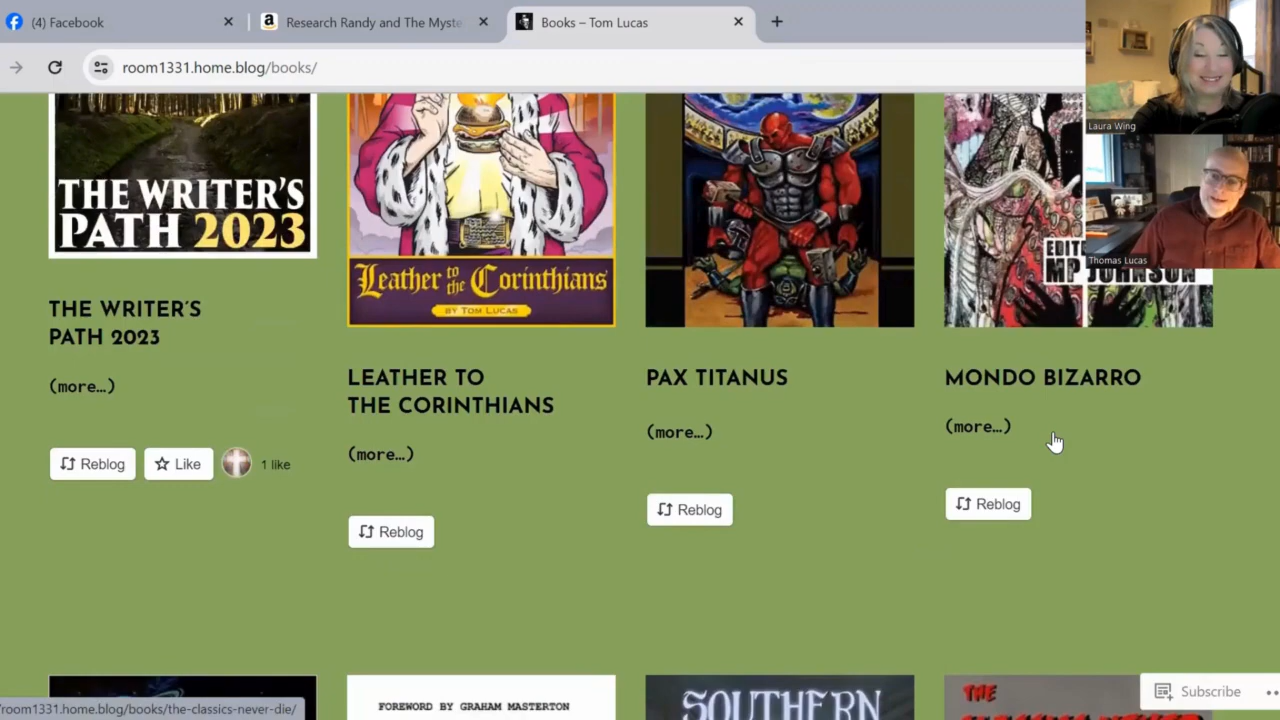 (4) Facebook
Research Randy and The Myste
Books – Tom Lucas
room1331.home.blog/books/
Laura Wing
Thomas Lucas
THE WRITER'S
PATH 2023
Leather to the Corinthians
BY TOM LUCAS
EDITE
MP JOHNSON
THE WRITER'S
PATH 2023
(more…)
Reblog
Like
1 like
LEATHER TO
THE CORINTHIANS
(more…)
Reblog
PAX TITANUS
(more…)
Reblog
MONDO BIZARRO
(more…)
Reblog
FOREWORD BY GRAHAM MASTERTON
SOUTHERN
THE
Subscribe
/room1331.home.blog/books/the-classics-never-die/